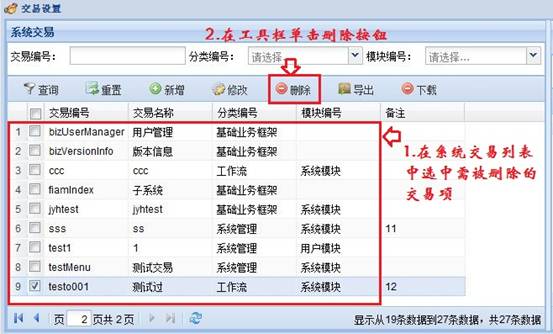 交易设置
系统交易
2.在工具栏单击删除按钮
交易编号: 分类编号: 请选择... 模块编号: 请选择...
查询 重置 新增 修改 删除 导出 下载
交易编号 交易名称 分类编号 模块编号 备注
1 bizUserManager 用户管理 基础业务框架
2 bizVersionInfo 版本信息 基础业务框架
3 ccc ccc 工作流 系统模块
4 fiamIndex 子系统 基础业务框架
5 jyhtest jyhtest 基础业务框架 系统模块
6 sss ss 系统管理 系统模块 11
7 test1 1 系统管理 用户模块
8 testMenu 测试交易 系统管理 系统模块
9 testo001 测试过 工作流 系统模块 12
1.在系统交易列表
中选中需被删除的
交易项
页 2 页共 2 页 显示从19条数据到27条数据，共27条数据